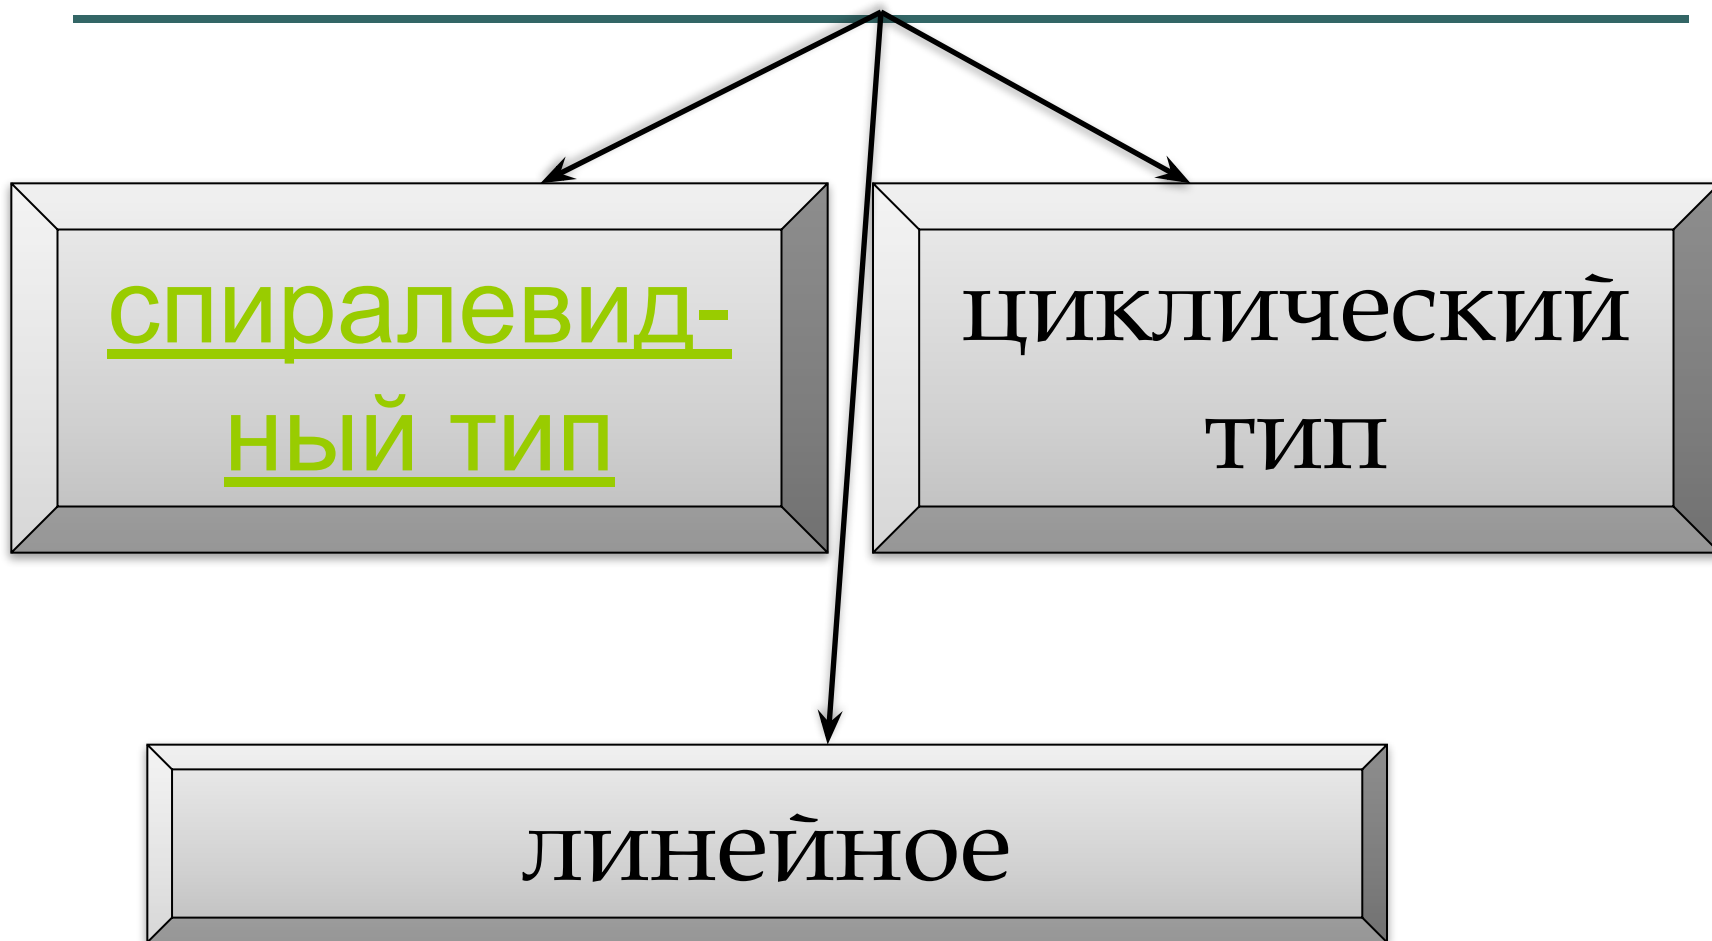 спиралевид-
ный тип
циклический
тип
линейное